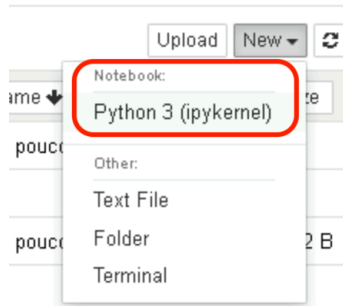 Upload New
Notebook:
ame ze
Python 3 (ipykernel)
pouc
Other:
Text File
Folder
pouc 2 B
Terminal